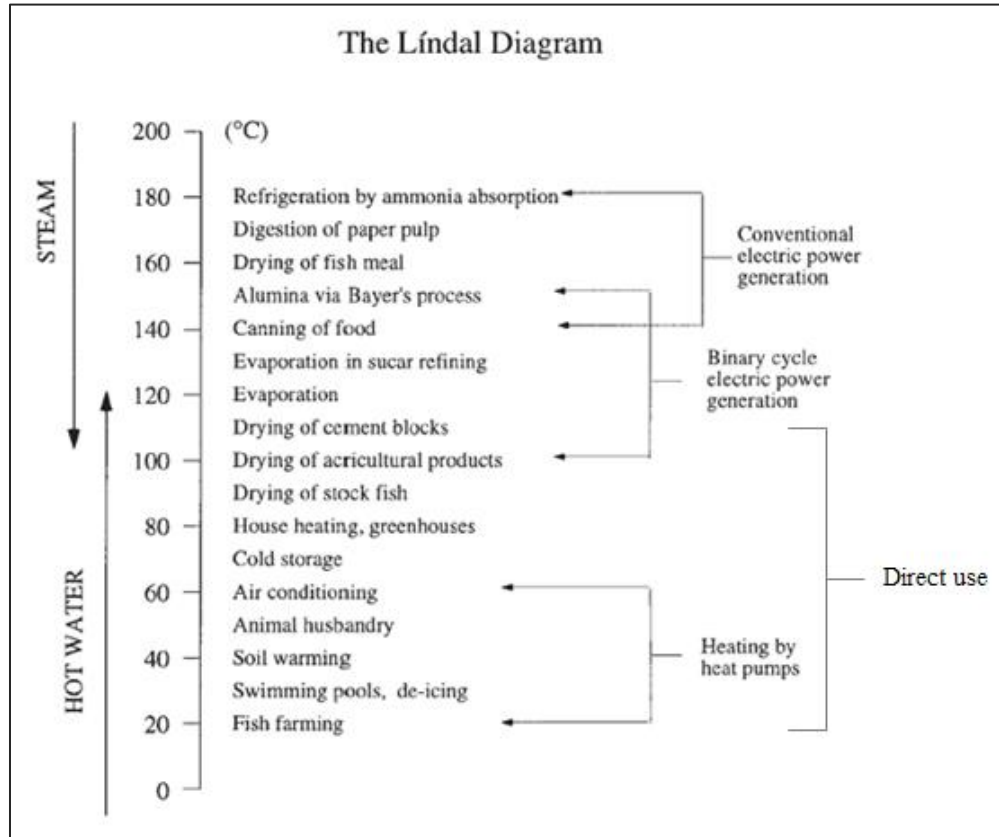 The Líndal Diagram
200 (°C)
180 Refrigeration by ammonia absorption
Digestion of paper pulp
160 Drying of fish meal
Alumina via Bayer's process
140 Canning of food
Evaporation in sucar refining
120 Evaporation
Drying of cement blocks
100 Drying of acricultural products
Drying of stock fish
80 House heating, greenhouses
Cold storage
60 Air conditioning
Animal husbandry
40 Soil warming
Swimming pools, de-icing
20 Fish farming
0
STEAM
HOT WATER
Conventional
electric power
generation
Binary cycle
electric power
generation
Direct use
Heating by
heat pumps